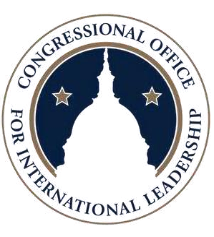 CONGRESSIONAL OFFICE
FOR INTERNATIONAL LEADERSHIP